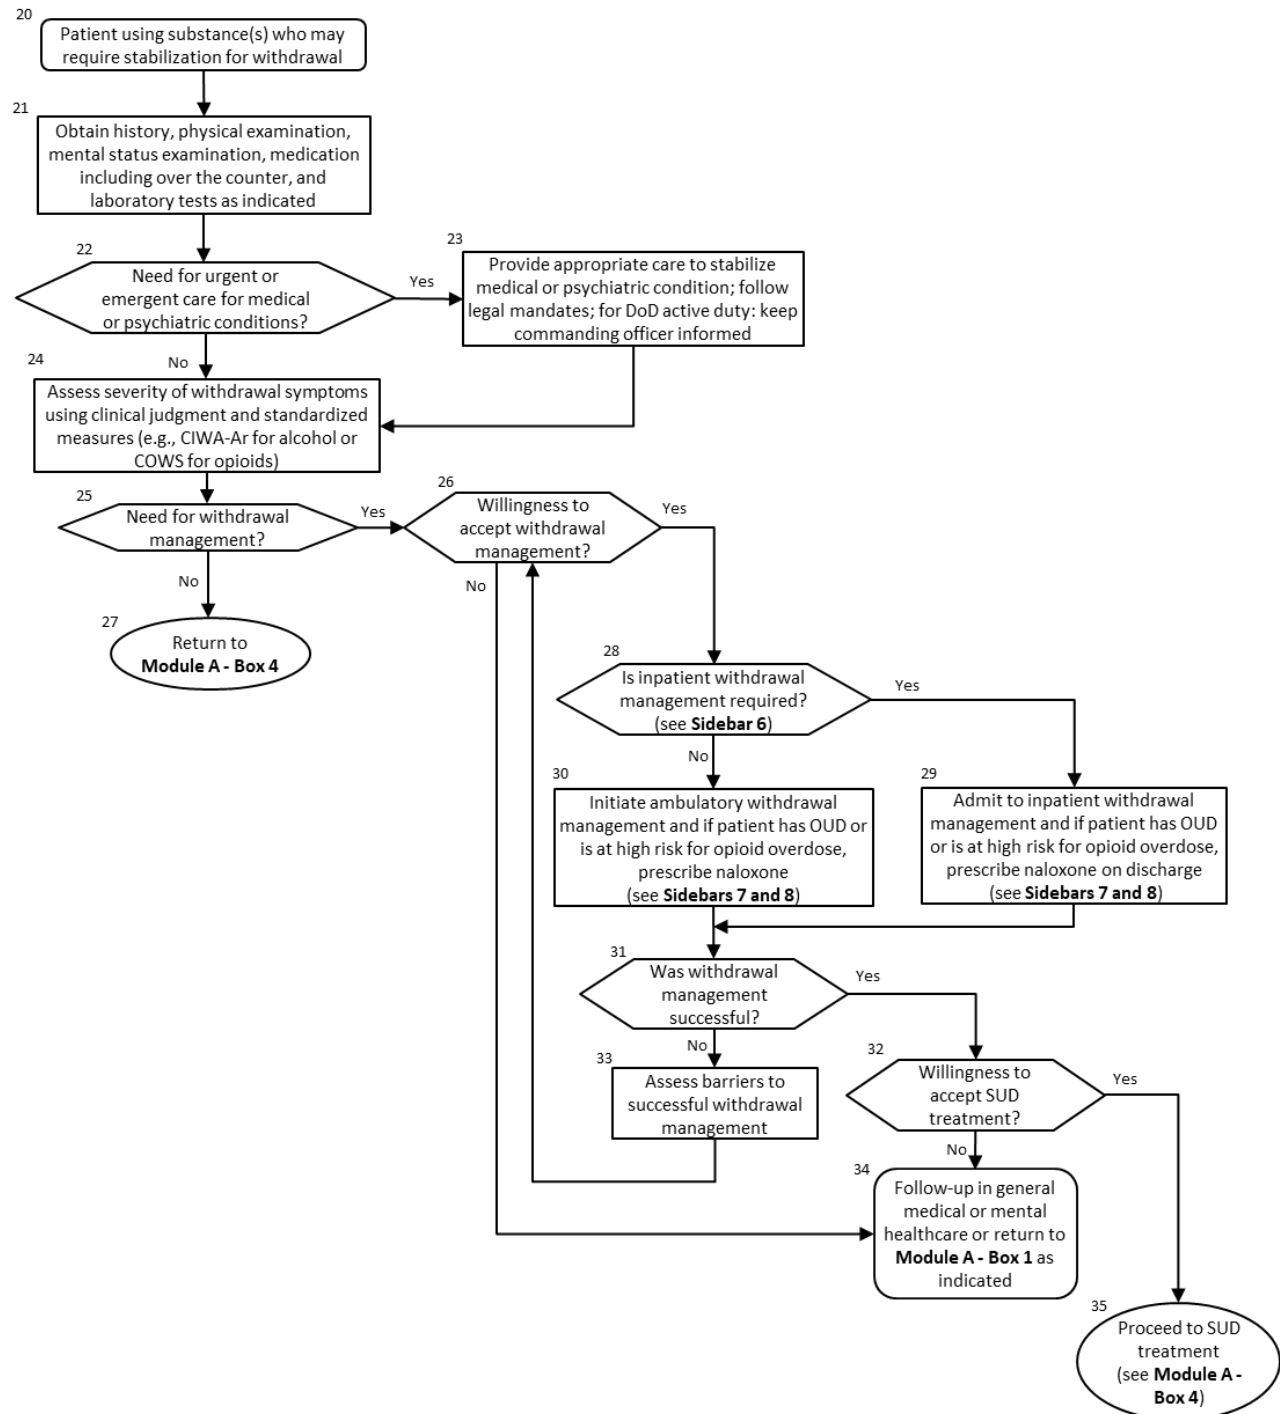 20
Patient using substance(s) who may
require stabilization for withdrawal
21
Obtain history, physical examination,
mental status examination, medication
including over the counter, and
laboratory tests as indicated
22
Need for urgent or
emergent care for medical
or psychiatric conditions?
Yes
23
Provide appropriate care to stabilize
medical or psychiatric condition; follow
legal mandates; for DoD active duty: keep
commanding officer informed
No
24
Assess severity of withdrawal symptoms
using clinical judgment and standardized
measures (e.g., CIWA-Ar for alcohol or
COWS for opioids)
25
Need for withdrawal
management?
Yes
26
Willingness to
accept withdrawal
management?
Yes
No
No
27
Return to
Module A - Box 4
28
Is inpatient withdrawal
management required?
(see Sidebar 6)
Yes
No
30
Initiate ambulatory withdrawal
management and if patient has OUD or
is at high risk for opioid overdose,
prescribe naloxone
(see Sidebars 7 and 8)
29
Admit to inpatient withdrawal
management and if patient has OUD
or is at high risk for opioid overdose,
prescribe naloxone on discharge
(see Sidebars 7 and 8)
31
Was withdrawal
management
successful?
Yes
No
33
Assess barriers to
successful withdrawal
management
32
Willingness to
accept SUD
treatment?
Yes
No
34
Follow-up in general
medical or mental
healthcare or return to
Module A - Box 1 as
indicated
35
Proceed to SUD
treatment
(see Module A -
Box 4)